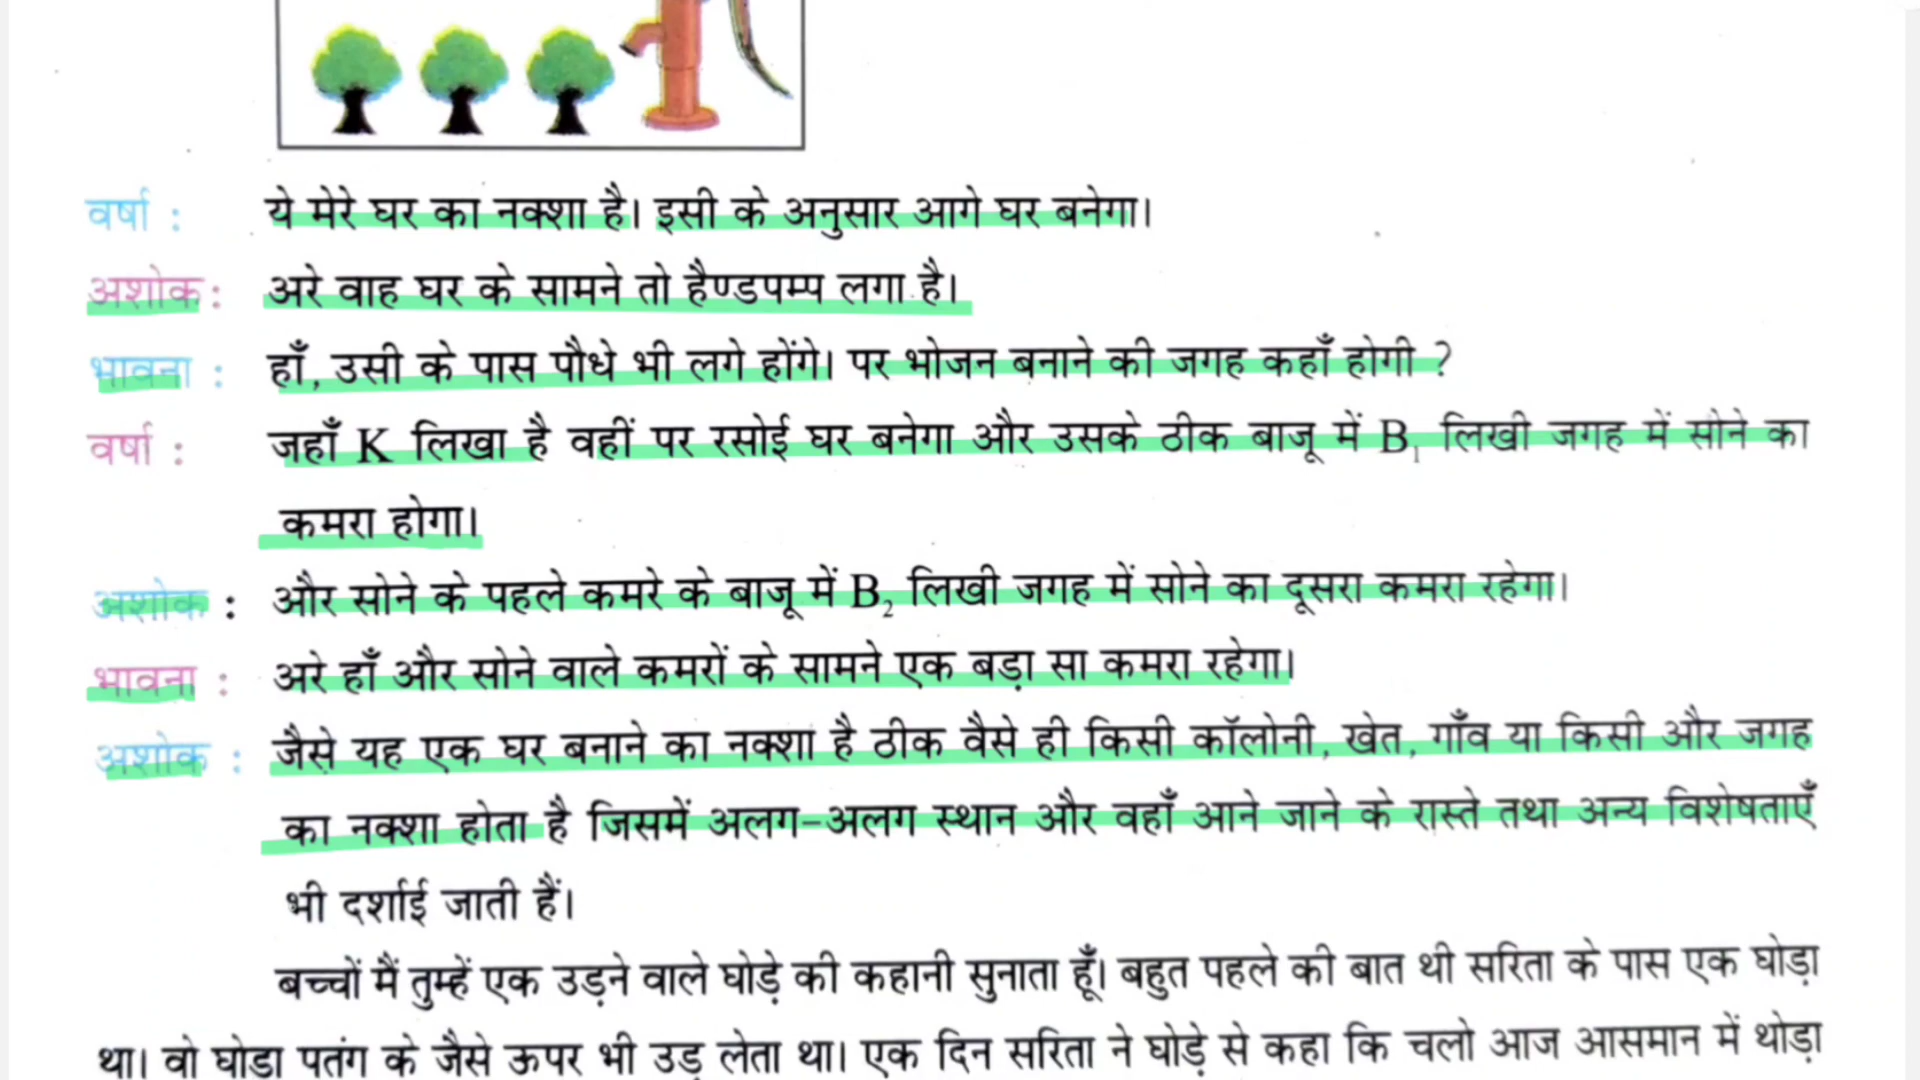 वर्षा : ये मेरे घर का नक्शा है। इसी के अनुसार आगे घर बनेगा।
अशोक : अरे वाह घर के सामने तो हैण्डपम्प लगा है।
भावना : हाँ, उसी के पास पौधे भी लगे होंगे। पर भोजन बनाने की जगह कहाँ होगी ?
वर्षा : जहाँ K लिखा है वहीं पर रसोई घर बनेगा और उसके ठीक बाजू में B₁ लिखी जगह में सोने का
कमरा होगा।
अशोक : और सोने के पहले कमरे के बाजू में B₂ लिखी जगह में सोने का दूसरा कमरा रहेगा।
भावना : अरे हाँ और सोने वाले कमरों के सामने एक बड़ा सा कमरा रहेगा।
अशोक : जैसे यह एक घर बनाने का नक्शा है ठीक वैसे ही किसी कॉलोनी, खेत, गाँव या किसी और जगह
का नक्शा होता है जिसमें अलग-अलग स्थान और वहाँ आने जाने के रास्ते तथा अन्य विशेषताएँ
भी दर्शाई जाती हैं।
बच्चों मैं तुम्हें एक उड़ने वाले घोड़े की कहानी सुनाता हूँ। बहुत पहले की बात थी सरिता के पास एक घोड़ा
था। वो घोडा पतंग के जैसे ऊपर भी उड़ लेता था। एक दिन सरिता ने घोड़े से कहा कि चलो आज आसमान में थोड़ा